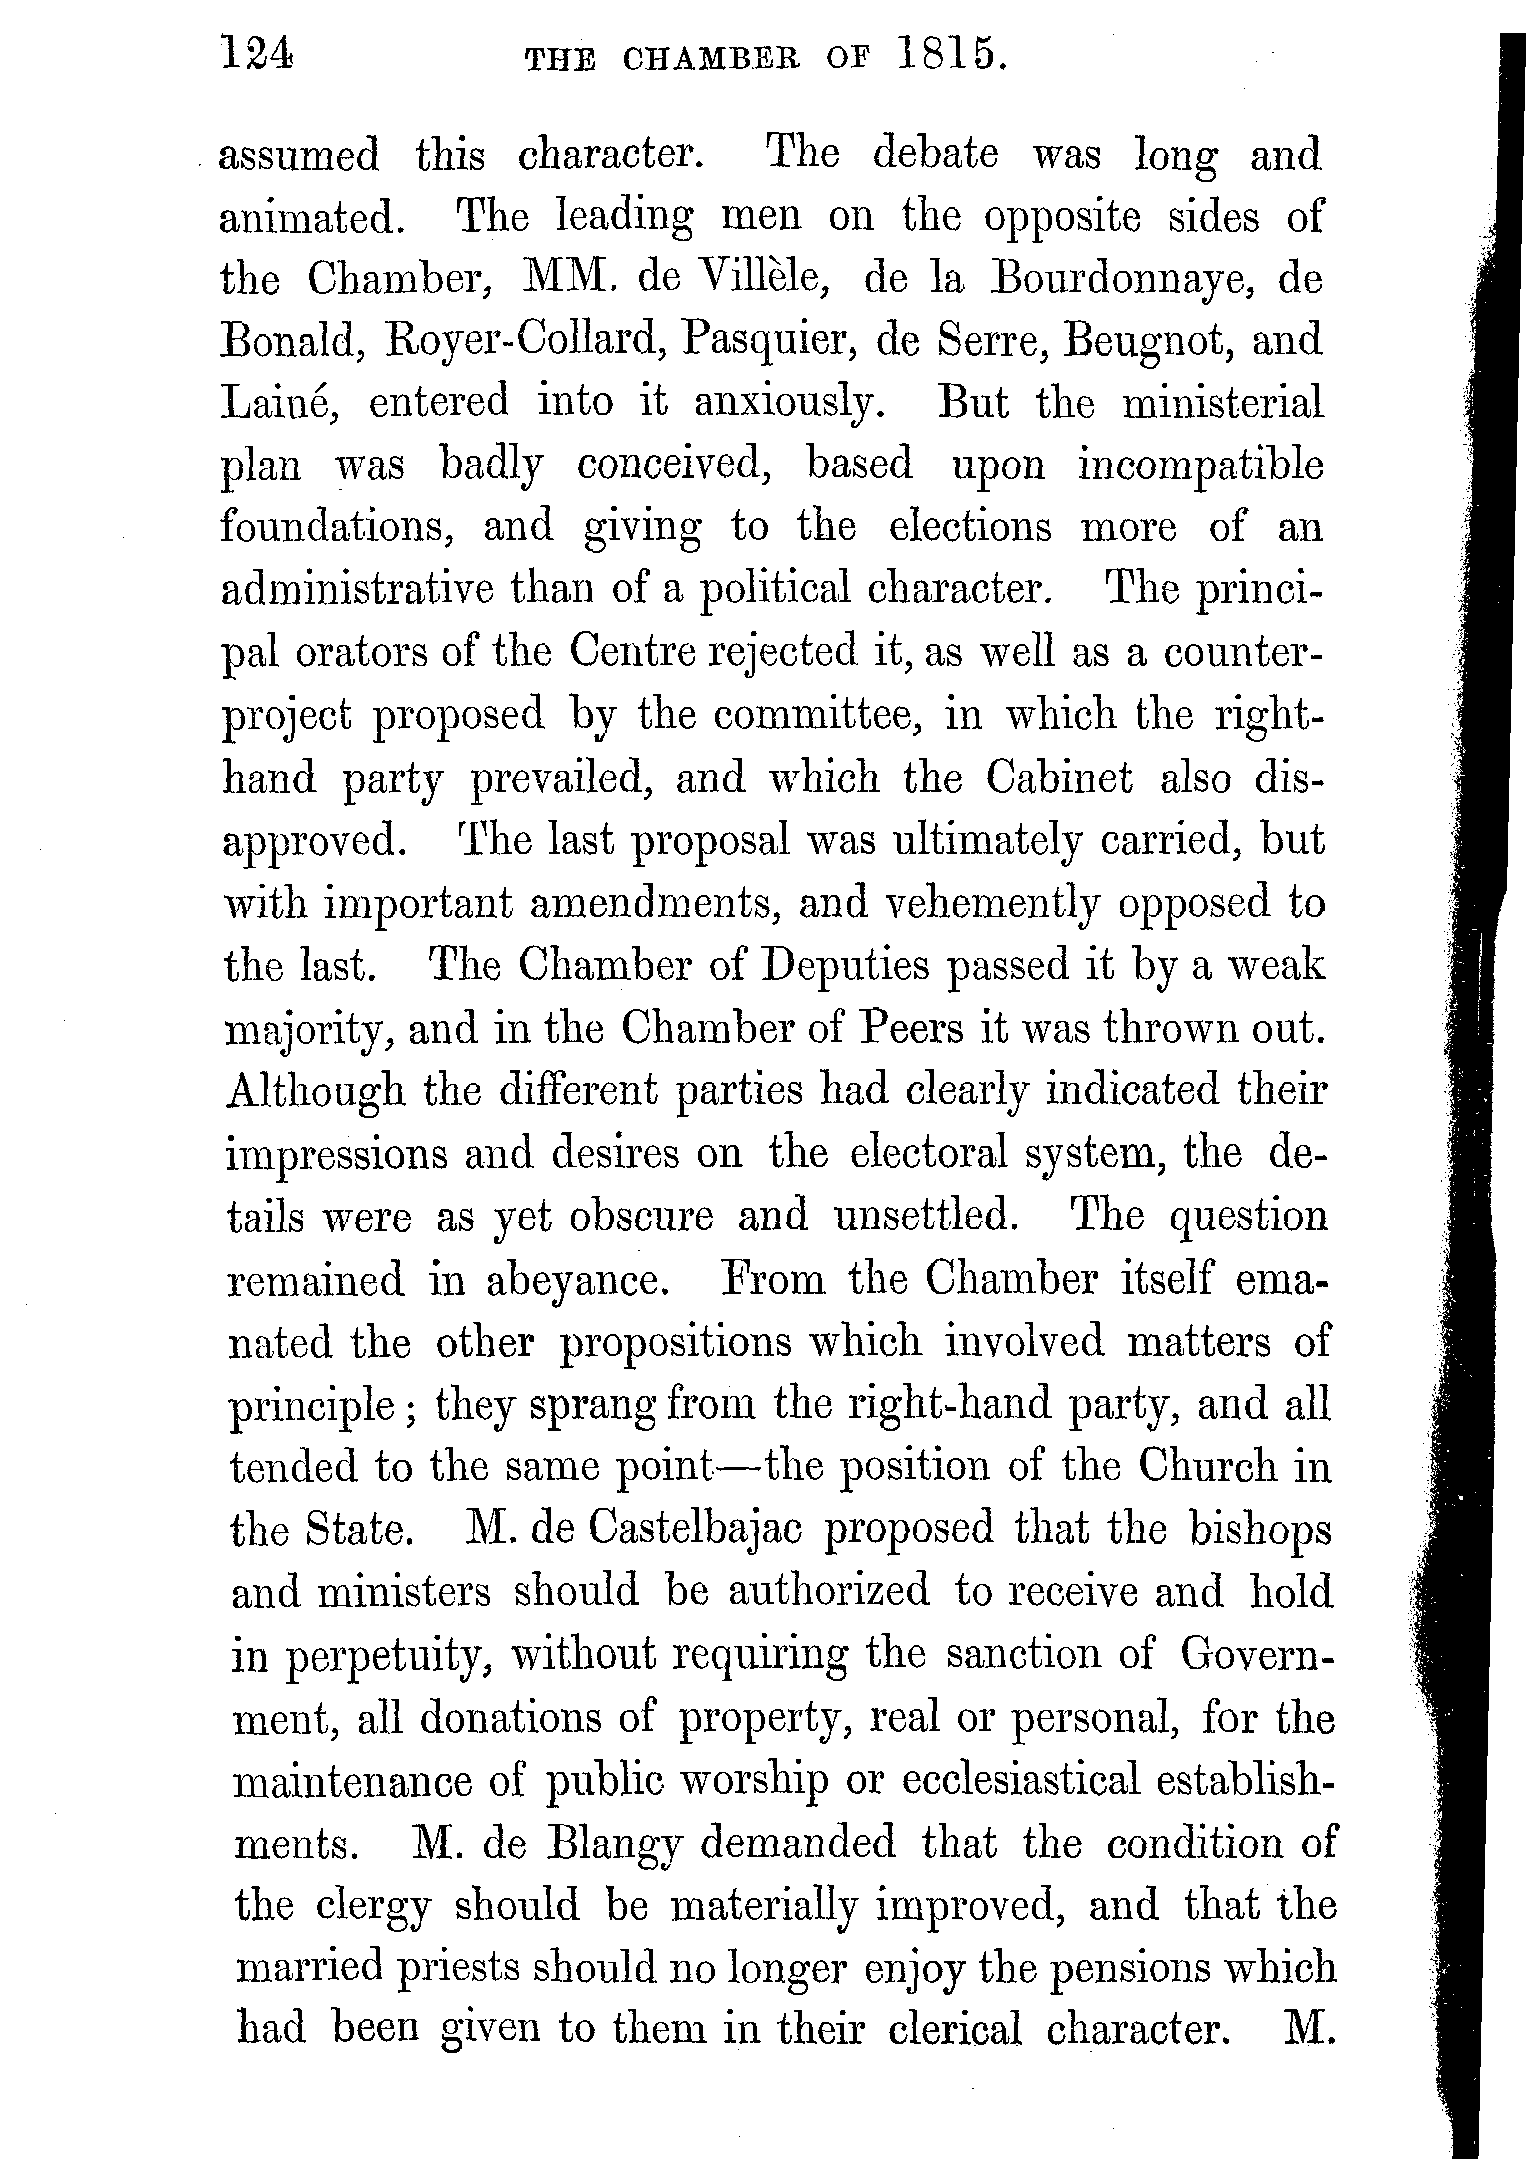 124 THE CHAMBER OF 1815.
assumed this character. The debate was long and
animated. The leading men on the opposite sides of
the Chamber, MM. de Villèle, de la Bourdonnaye, de
Bonald, Royer-Collard, Pasquier, de Serre, Beugnot, and
Lainé, entered into it anxiously. But the ministerial
plan was badly conceived, based upon incompatible
foundations, and giving to the elections more of an
administrative than of a political character. The princi-
pal orators of the Centre rejected it, as well as a counter-
project proposed by the committee, in which the right-
hand party prevailed, and which the Cabinet also dis-
approved. The last proposal was ultimately carried, but
with important amendments, and vehemently opposed to
the last. The Chamber of Deputies passed it by a weak
majority, and in the Chamber of Peers it was thrown out.
Although the different parties had clearly indicated their
impressions and desires on the electoral system, the de-
tails were as yet obscure and unsettled. The question
remained in abeyance. From the Chamber itself ema-
nated the other propositions which involved matters of
principle; they sprang from the right-hand party, and all
tended to the same point—the position of the Church in
the State. M. de Castelbajac proposed that the bishops
and ministers should be authorized to receive and hold
in perpetuity, without requiring the sanction of Govern-
ment, all donations of property, real or personal, for the
maintenance of public worship or ecclesiastical establish-
ments. M. de Blangy demanded that the condition of
the clergy should be materially improved, and that the
married priests should no longer enjoy the pensions which
had been given to them in their clerical character. M.